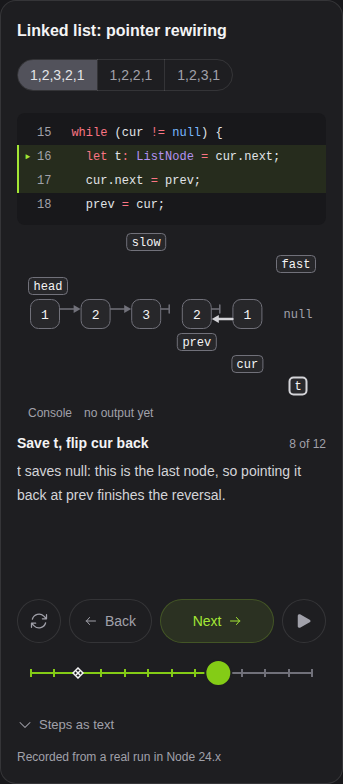 Linked list: pointer rewiring
1,2,3,2,1 1,2,2,1 1,2,3,1
15 while (cur != null) {
▸ 16 let t: ListNode = cur.next;
17 cur.next = prev;
18 prev = cur;
slow
fast
head
1 2 3 2 1 null
prev
cur
t
Console no output yet
Save t, flip cur back 8 of 12
t saves null: this is the last node, so pointing it
back at prev finishes the reversal.
← Back Next →
Steps as text
Recorded from a real run in Node 24.x